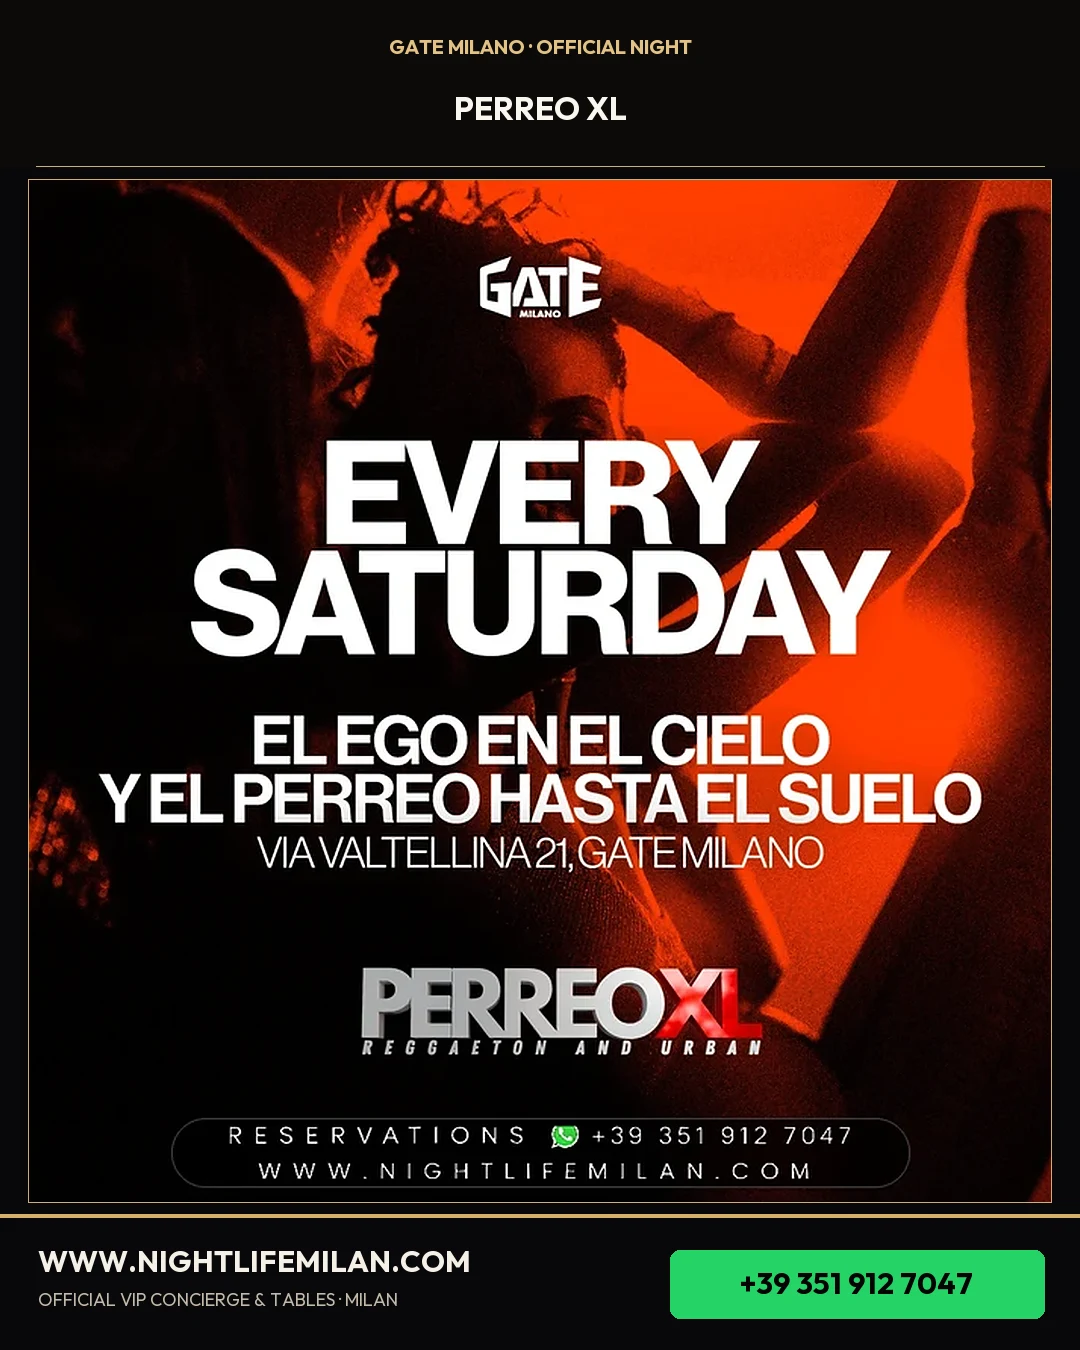 GATE MILANO · OFFICIAL NIGHT
PERREO XL
GATE
MILANO
EVERY
SATURDAY
EL EGO EN EL CIELO
Y EL PERREO HASTA EL SUELO
VIA VALTELLINA 21, GATE MILANO
PERREOXL
REGGAETON AND URBAN
RESERVATIONS +39 351 912 7047
WWW.NIGHTLIFEMILAN.COM
WWW.NIGHTLIFEMILAN.COM
OFFICIAL VIP CONCIERGE & TABLES · MILAN
+39 351 912 7047